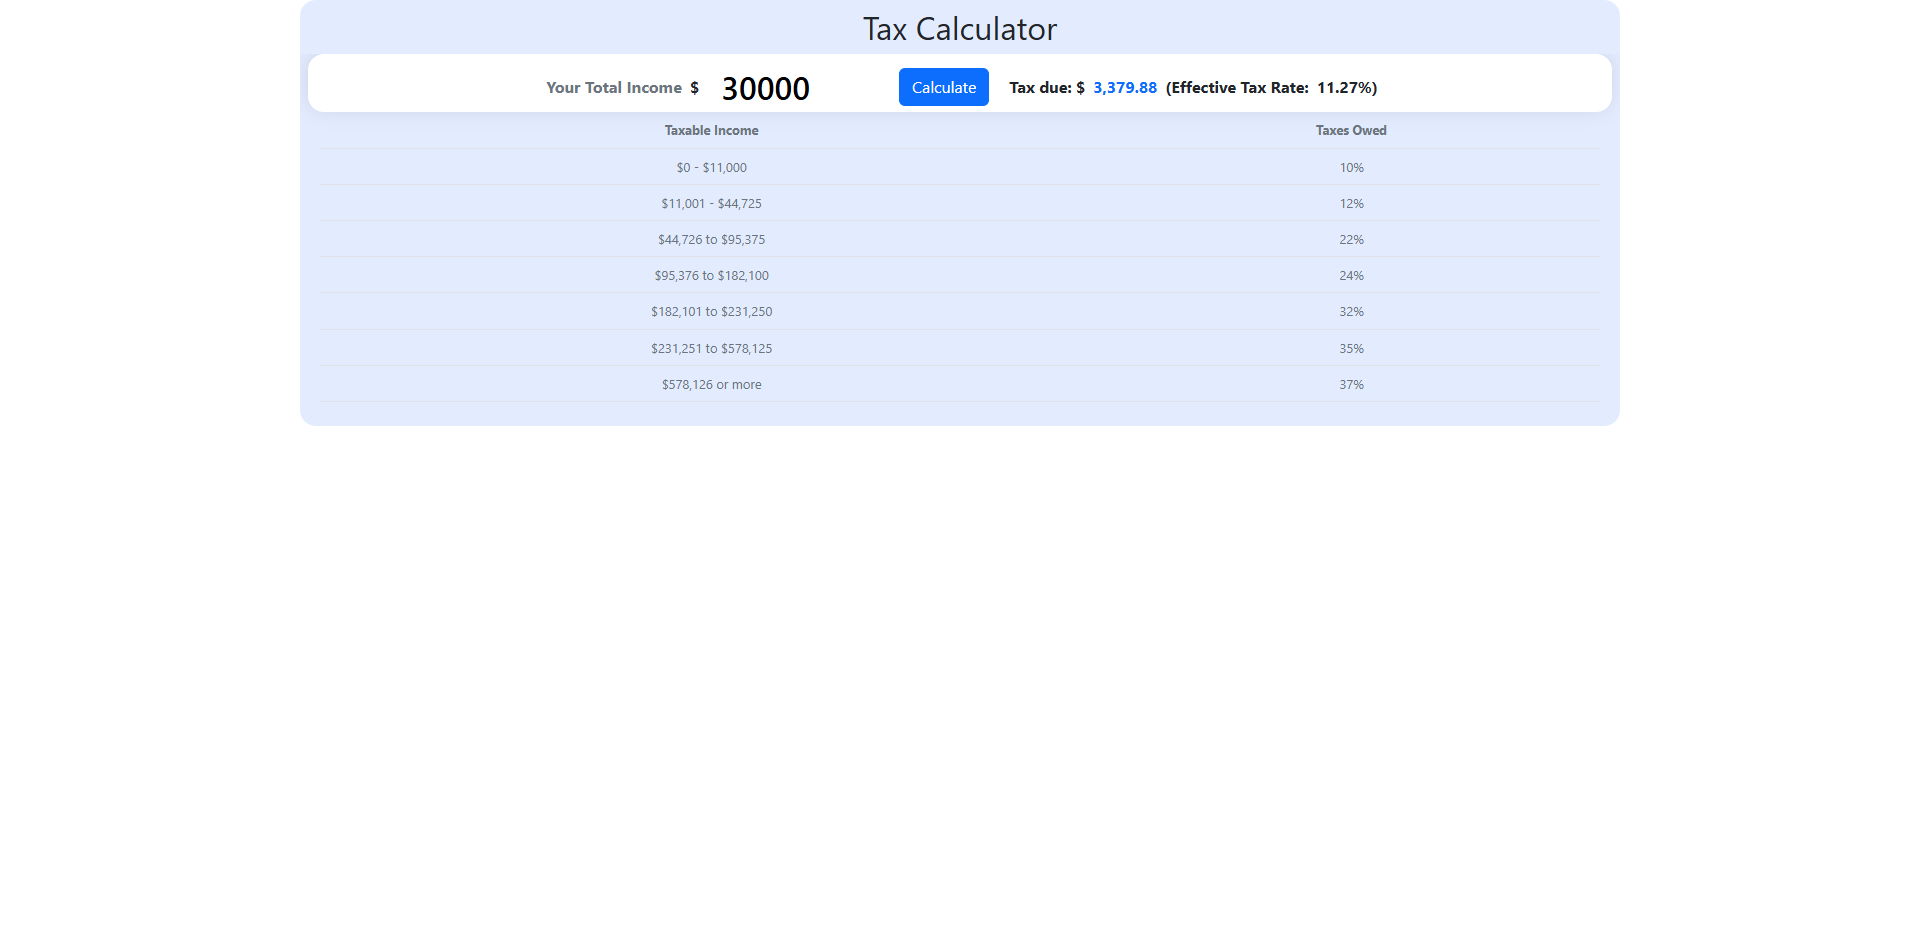 Tax Calculator
Your Total Income $ 30000 Calculate Tax due: $ 3,379.88 (Effective Tax Rate: 11.27%)
Taxable Income Taxes Owed
$0 - $11,000 10%
$11,001 - $44,725 12%
$44,726 to $95,375 22%
$95,376 to $182,100 24%
$182,101 to $231,250 32%
$231,251 to $578,125 35%
$578,126 or more 37%